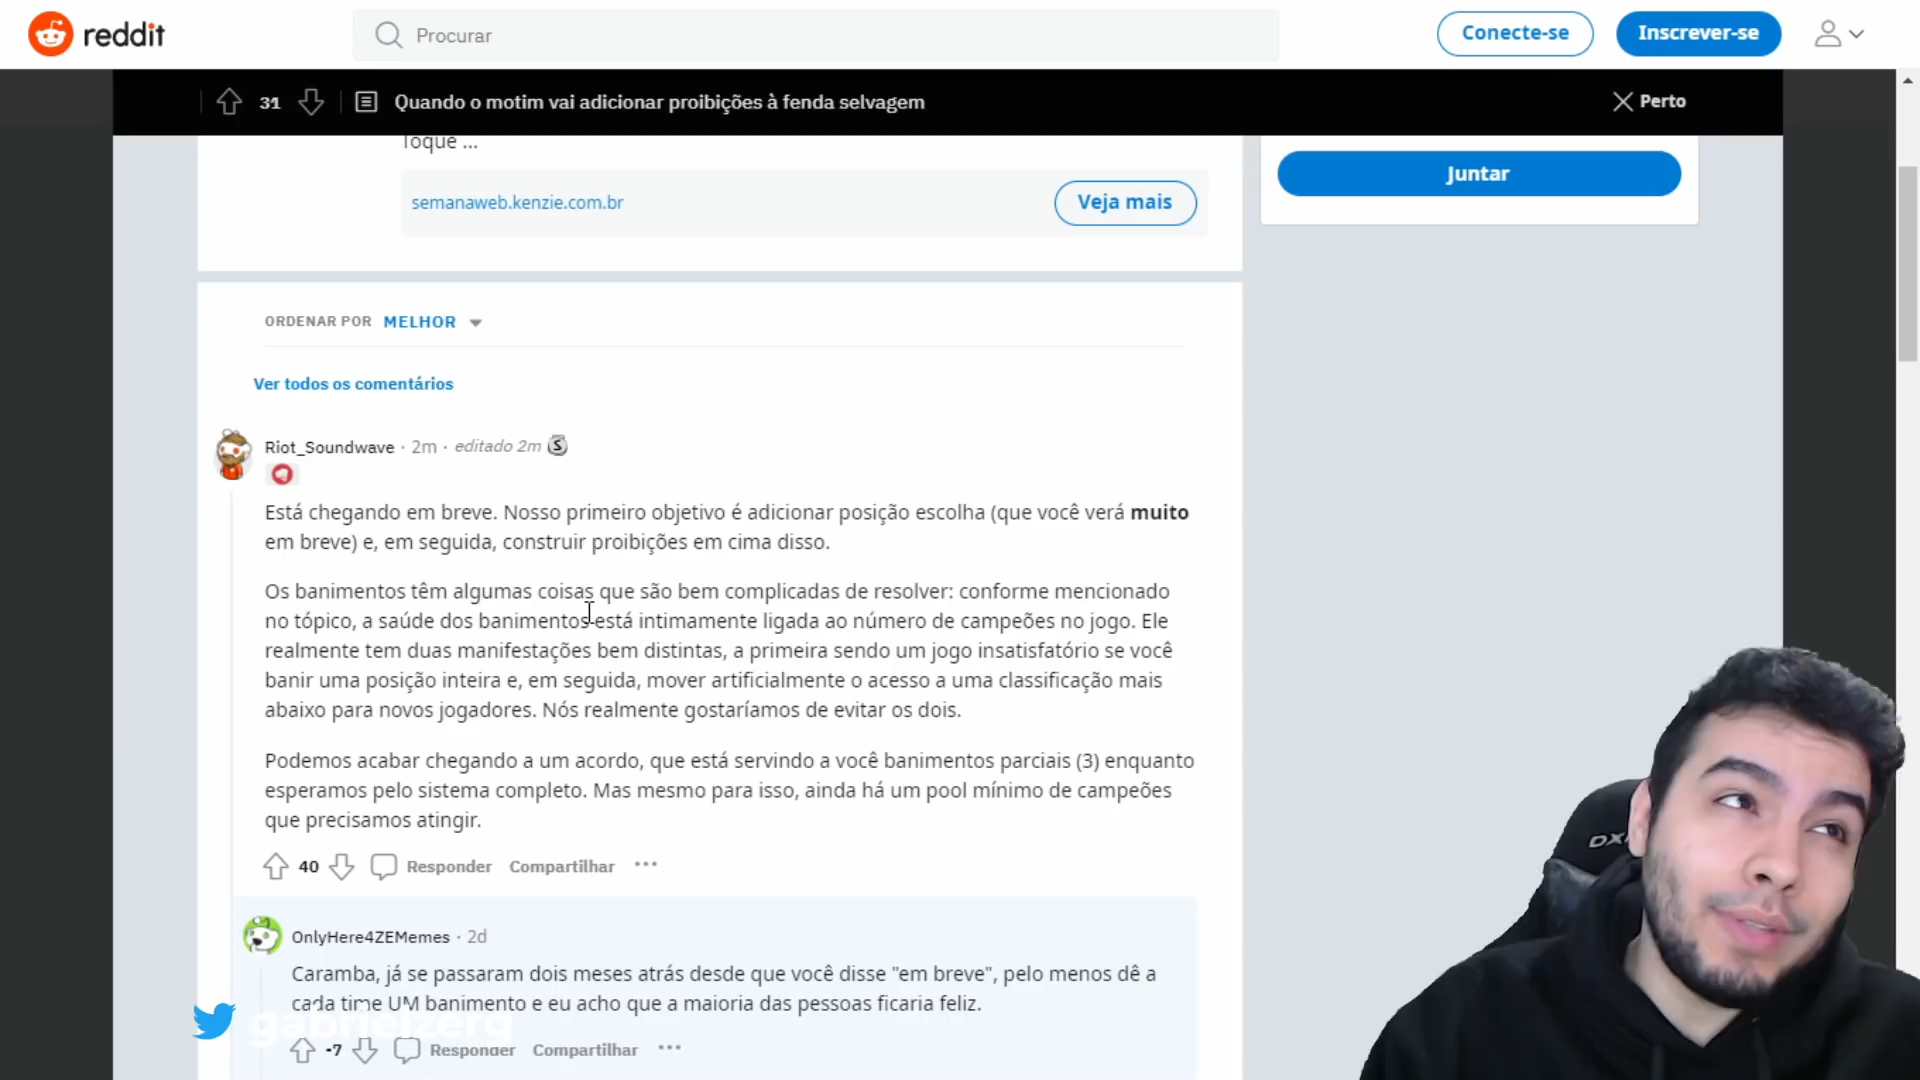 reddit
Procurar
Conecte-se
Inscrever-se
31
Quando o motim vai adicionar proibições à fenda selvagem
Perto
Toque ...
semanaweb.kenzie.com.br
Veja mais
Juntar
ORDENAR POR MELHOR
Ver todos os comentários
Riot_Soundwave · 2m · editado 2m S
Está chegando em breve. Nosso primeiro objetivo é adicionar posição escolha (que você verá muito
em breve) e, em seguida, construir proibições em cima disso.
Os banimentos têm algumas coisas que são bem complicadas de resolver: conforme mencionado
no tópico, a saúde dos banimentos está intimamente ligada ao número de campeões no jogo. Ele
realmente tem duas manifestações bem distintas, a primeira sendo um jogo insatisfatório se você
banir uma posição inteira e, em seguida, mover artificialmente o acesso a uma classificação mais
abaixo para novos jogadores. Nós realmente gostaríamos de evitar os dois.
Podemos acabar chegando a um acordo, que está servindo a você banimentos parciais (3) enquanto
esperamos pelo sistema completo. Mas mesmo para isso, ainda há um pool mínimo de campeões
que precisamos atingir.
40
Responder
Compartilhar
OnlyHere4ZEMemes · 2d
Caramba, já se passaram dois meses atrás desde que você disse "em breve", pelo menos dê a
cada time UM banimento e eu acho que a maioria das pessoas ficaria feliz.
gabrielzerg
-7
Responder
Compartilhar